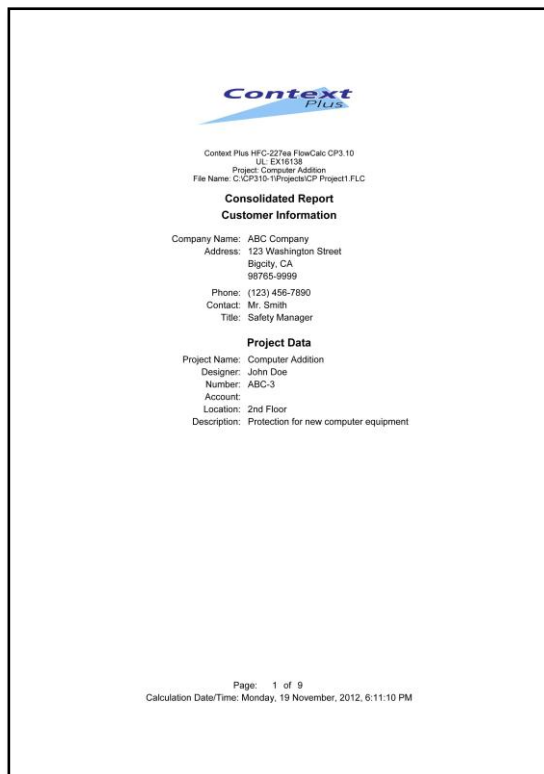 Context
Plus
Context Plus HFC-227ea FlowCalc CP3.10
UL: EX16138
Project: Computer Addition
File Name: C:\CP310-1\Projects\CP Project1.FLC
Consolidated Report
Customer Information
Company Name: ABC Company
Address: 123 Washington Street
Bigcity, CA
98765-9999
Phone: (123) 456-7890
Contact: Mr. Smith
Title: Safety Manager
Project Data
Project Name: Computer Addition
Designer: John Doe
Number: ABC-3
Account:
Location: 2nd Floor
Description: Protection for new computer equipment
Page: 1 of 9
Calculation Date/Time: Monday, 19 November, 2012, 6:11:10 PM